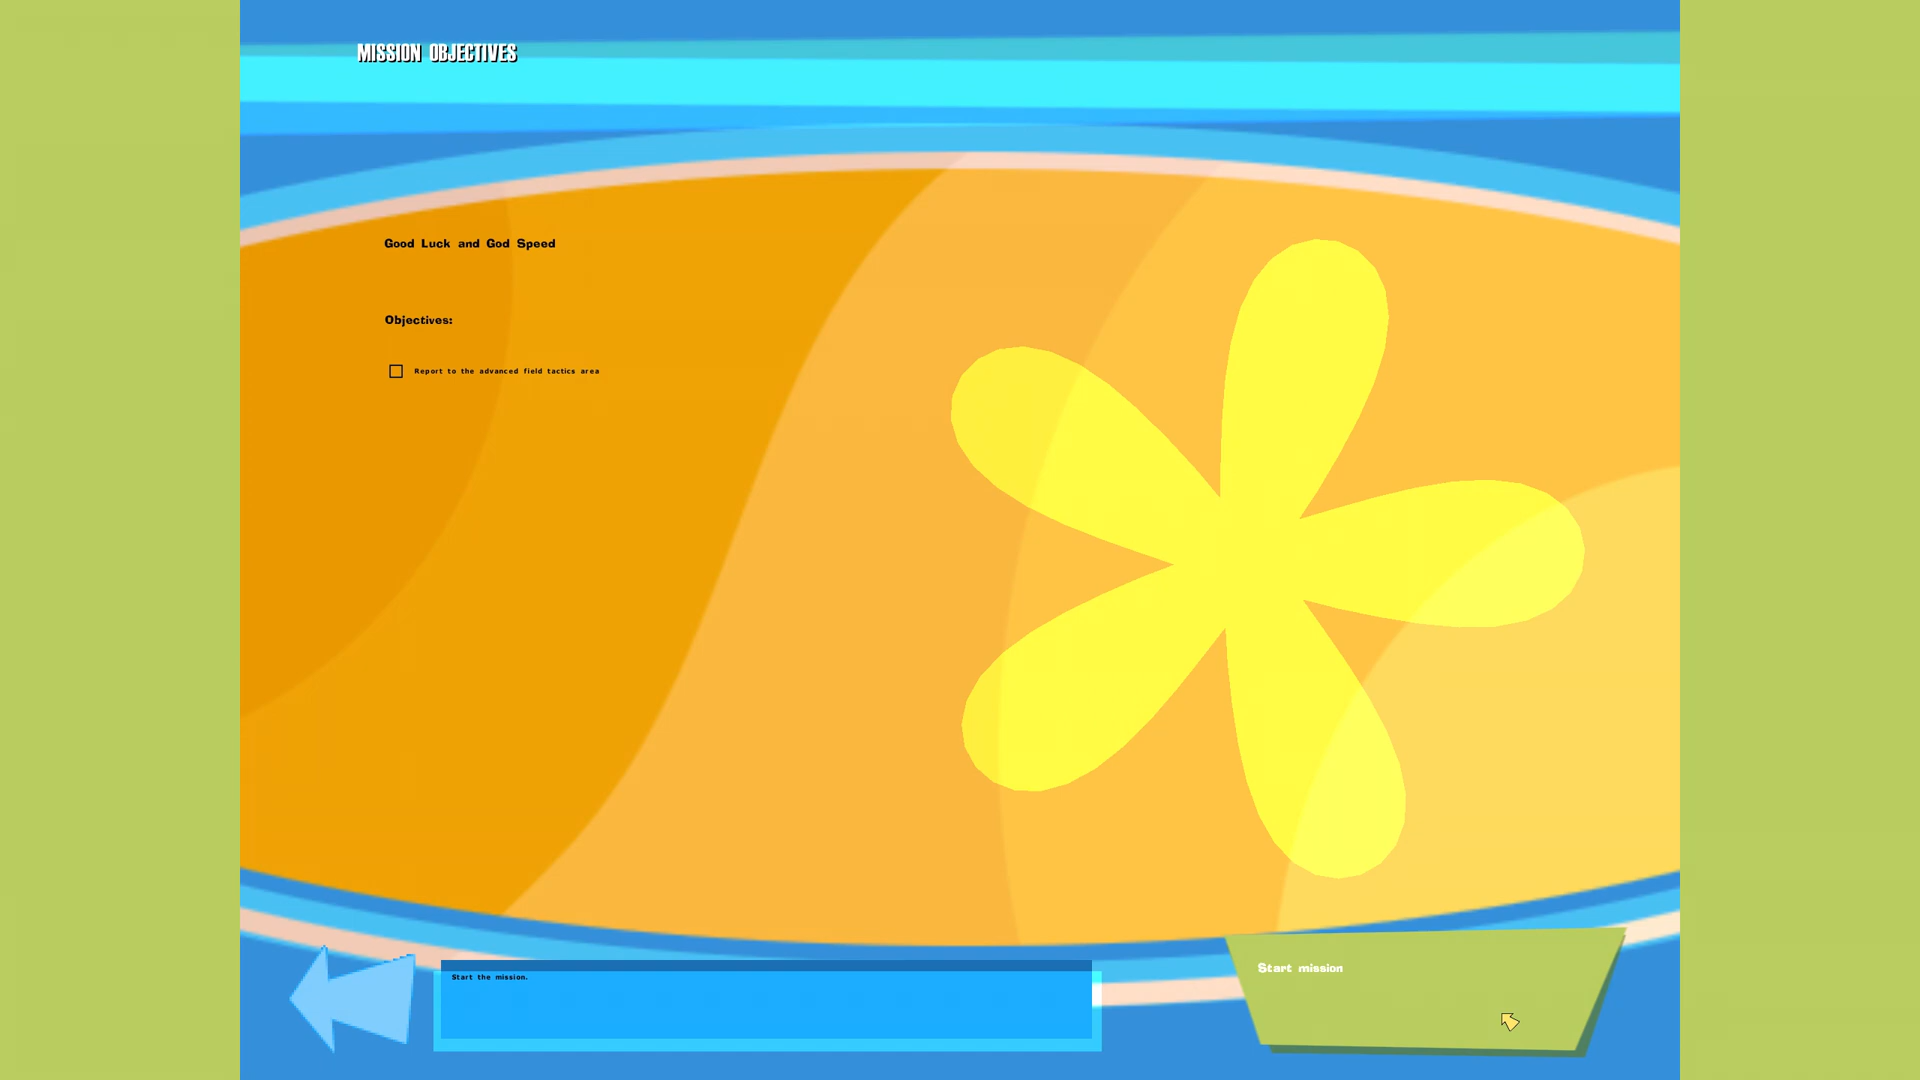 MISSION OBJECTIVES
Good Luck and God Speed
Objectives:
Report to the advanced field tactics area
Start the mission.
Start mission